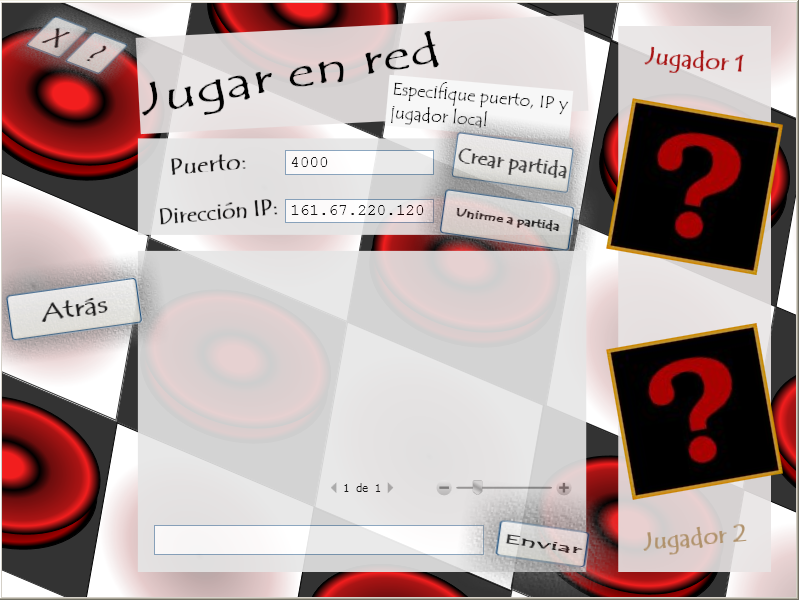 X ?
Jugar en red
Especifique puerto, IP y
jugador local
Puerto: 4000 Crear partida
Dirección IP: 161.67.220.120 Unirme a partida
Atrás
1 de 1
Enviar
Jugador 1
?
?
Jugador 2